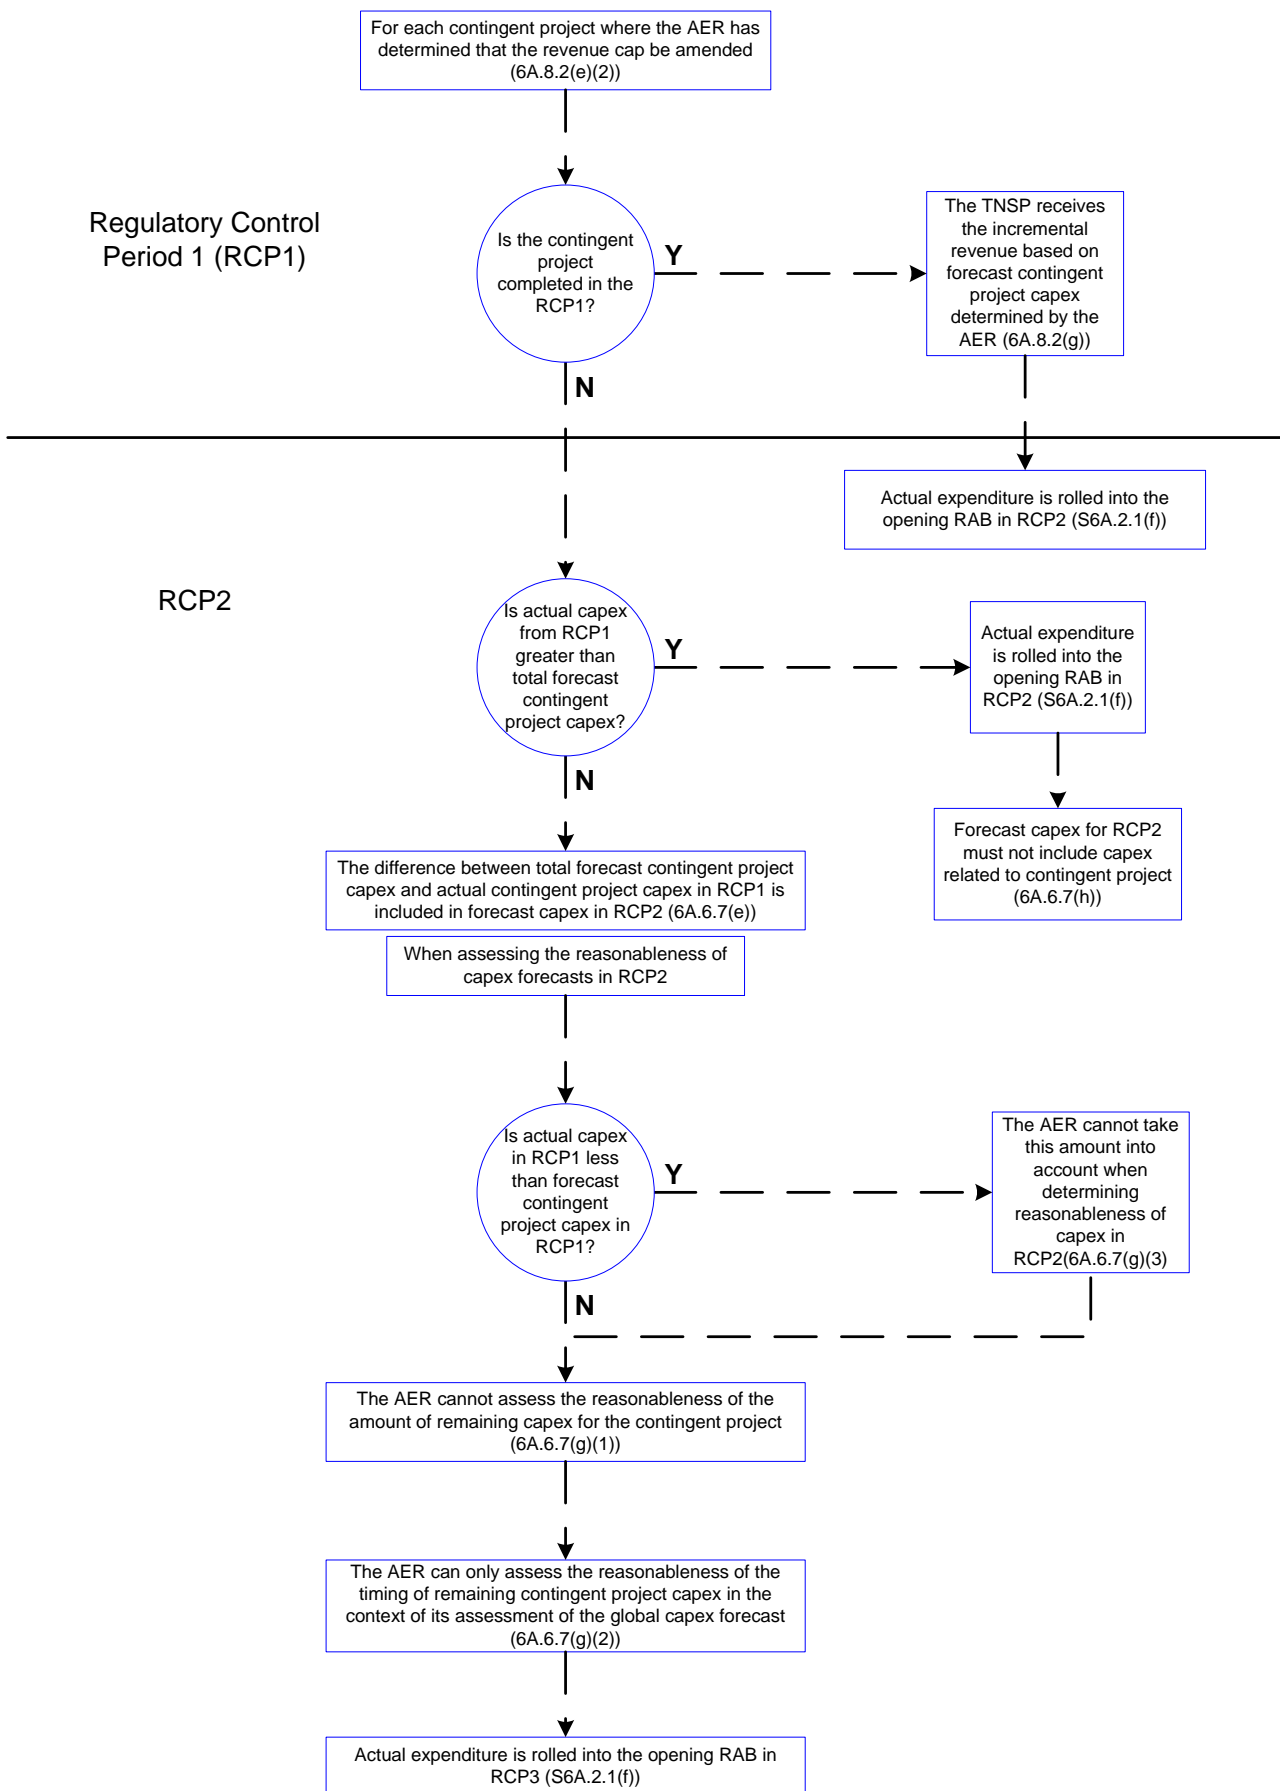 For each contingent project where the AER has
determined that the revenue cap be amended
(6A.8.2(e)(2))
Regulatory Control
Period 1 (RCP1)
Is the contingent
project
completed in the
RCP1?
Y
The TNSP receives
the incremental
revenue based on
forecast contingent
project capex
determined by the
AER (6A.8.2(g))
N
Actual expenditure is rolled into the
opening RAB in RCP2 (S6A.2.1(f))
RCP2
Is actual capex
from RCP1
greater than
total forecast
contingent
project capex?
Y
Actual expenditure
is rolled into the
opening RAB in
RCP2 (S6A.2.1(f))
N
Forecast capex for RCP2
must not include capex
related to contingent project
(6A.6.7(h))
The difference between total forecast contingent project
capex and actual contingent project capex in RCP1 is
included in forecast capex in RCP2 (6A.6.7(e))
When assessing the reasonableness of
capex forecasts in RCP2
Is actual capex
in RCP1 less
than forecast
contingent
project capex in
RCP1?
Y
The AER cannot take
this amount into
account when
determining
reasonableness of
capex in
RCP2(6A.6.7(g)(3)
N
The AER cannot assess the reasonableness of the
amount of remaining capex for the contingent project
(6A.6.7(g)(1))
The AER can only assess the reasonableness of the
timing of remaining contingent project capex in the
context of its assessment of the global capex forecast
(6A.6.7(g)(2))
Actual expenditure is rolled into the opening RAB in
RCP3 (S6A.2.1(f))